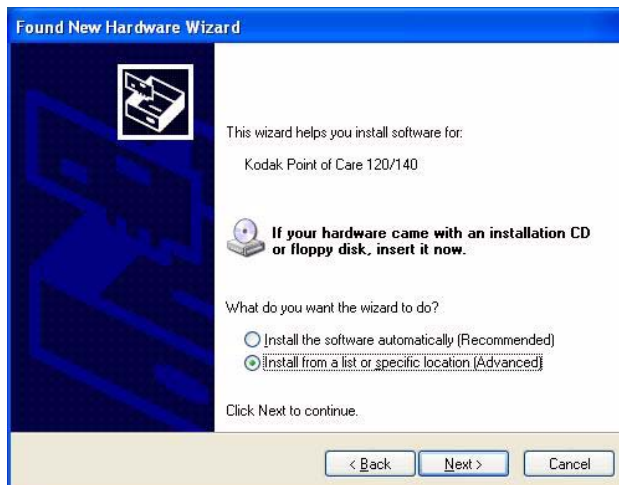 Found New Hardware Wizard
This wizard helps you install software for:
Kodak Point of Care 120/140
If your hardware came with an installation CD
or floppy disk, insert it now.
What do you want the wizard to do?
Install the software automatically (Recommended)
Install from a list or specific location (Advanced)
Click Next to continue.
< Back Next > Cancel